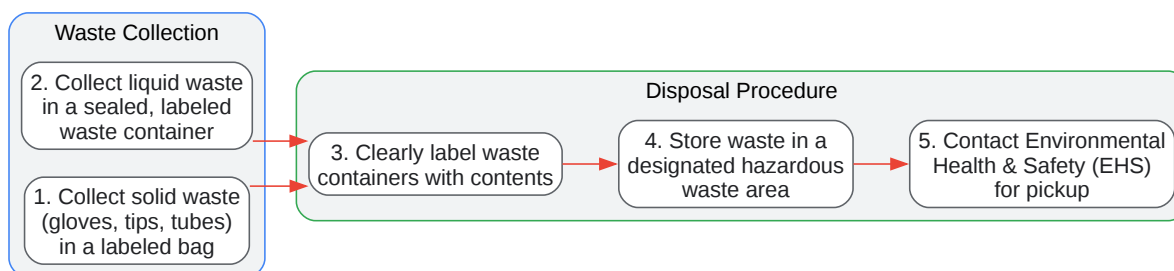 Waste Collection
2. Collect liquid waste
in a sealed, labeled
waste container
1. Collect solid waste
(gloves, tips, tubes)
in a labeled bag
Disposal Procedure
3. Clearly label waste
containers with contents
4. Store waste in a
designated hazardous
waste area
5. Contact Environmental
Health & Safety (EHS)
for pickup